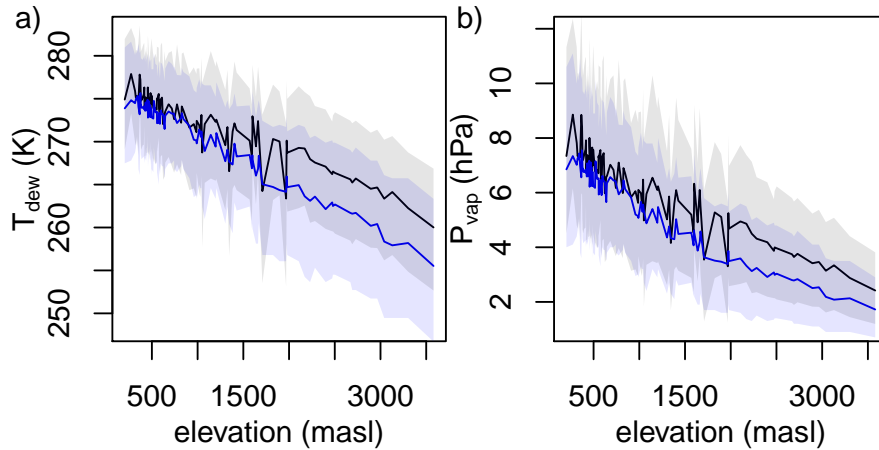 a)
T_dew (K)
250 260 270 280
500 1500 3000
elevation (masl)
b)
P_vap (hPa)
2 4 6 8 10
500 1500 3000
elevation (masl)